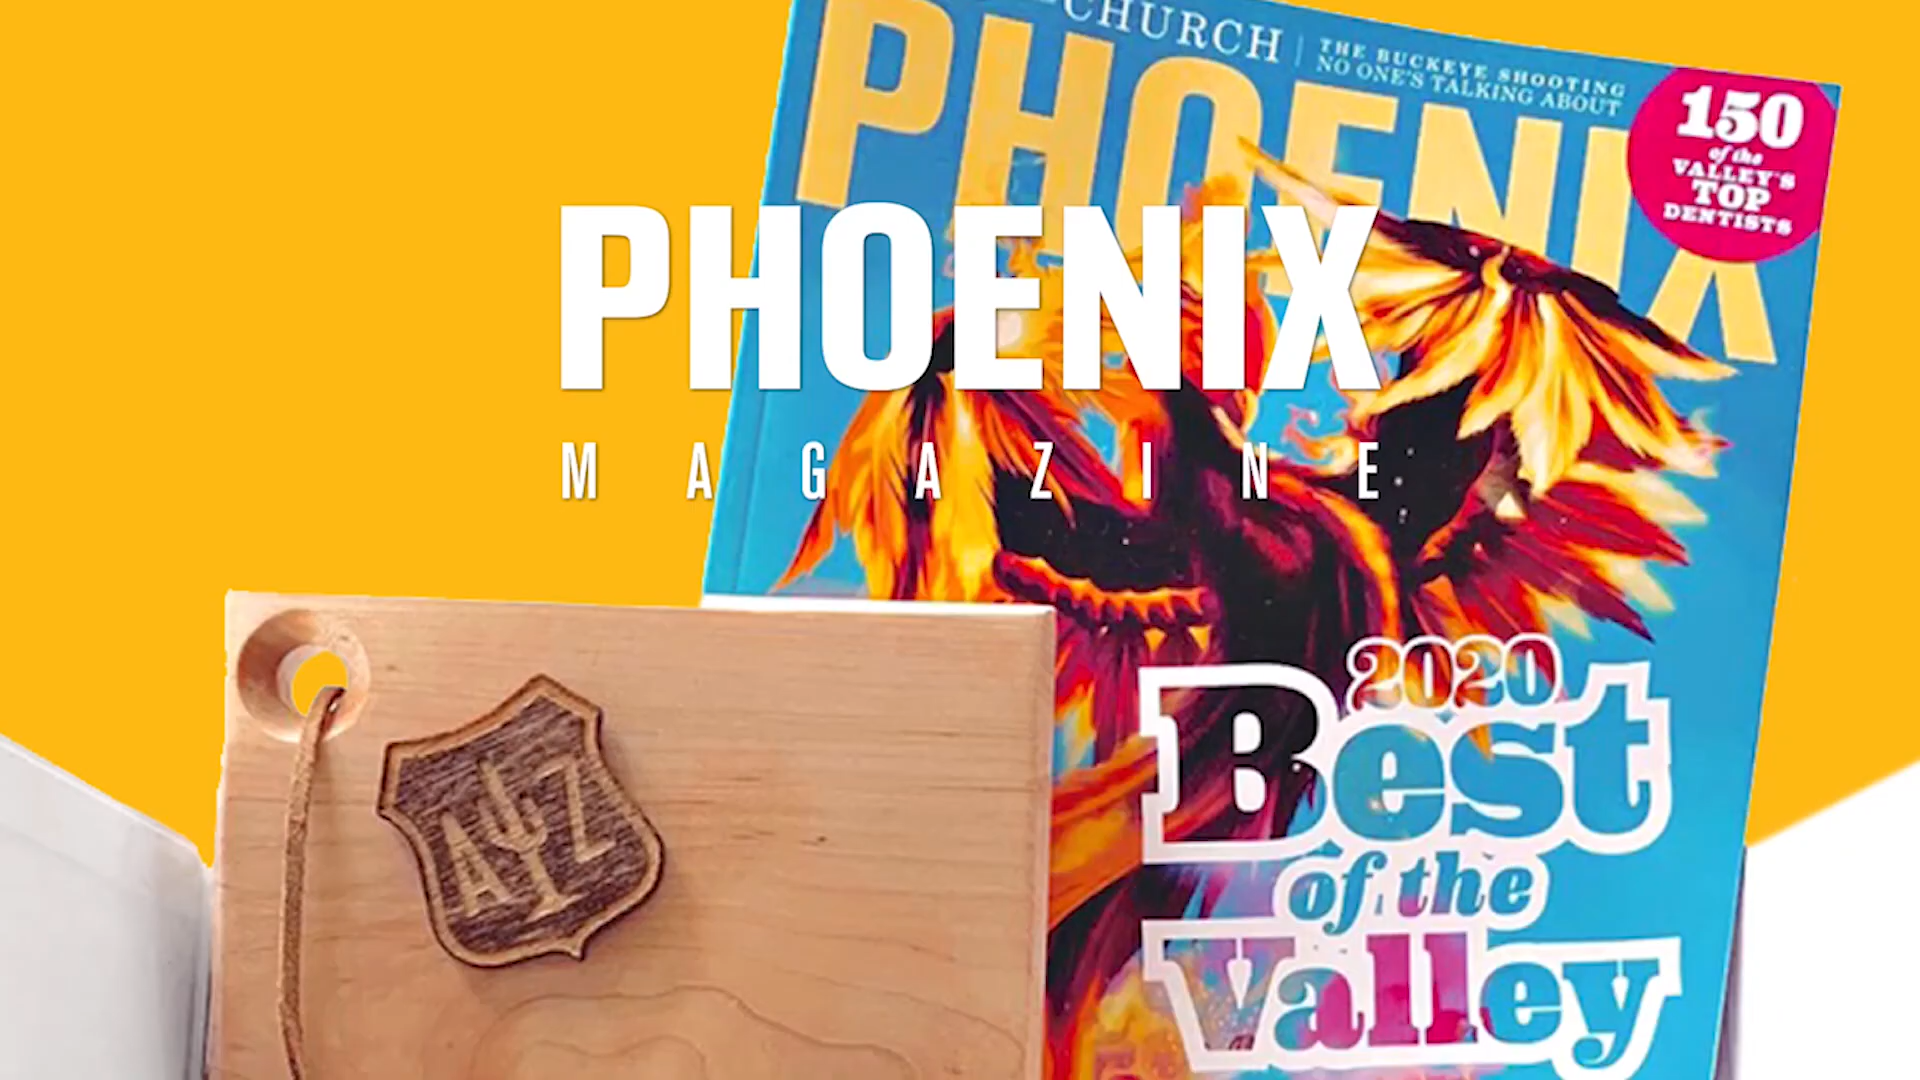 CHURCH
THE BUCKEYE SHOOTING
NO ONE'S TALKING ABOUT
PHOENIX
150
of the
VALLEY'S
TOP
DENTISTS
PHOENIX
MAGAZINE
2020
Best
of the
Valley
AZ